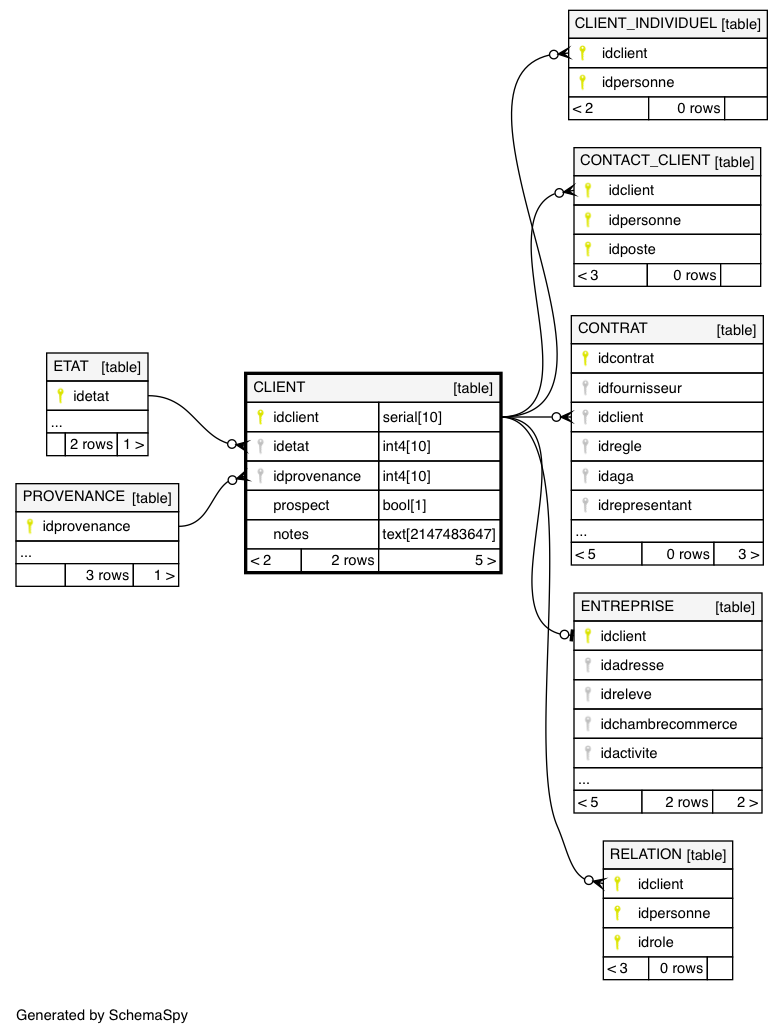 CLIENT_INDIVIDUEL [table]
idclient
idpersonne
< 2 0 rows
CONTACT_CLIENT [table]
idclient
idpersonne
idposte
< 3 0 rows
CONTRAT [table]
idcontrat
idfournisseur
idclient
idregle
idaga
idrepresentant
...
< 5 0 rows 3 >
ETAT [table]
idetat
...
2 rows 1 >
CLIENT [table]
idclient serial[10]
idetat int4[10]
idprovenance int4[10]
prospect bool[1]
notes text[2147483647]
< 2 2 rows 5 >
PROVENANCE [table]
idprovenance
...
3 rows 1 >
ENTREPRISE [table]
idclient
idadresse
idreleve
idchambrecommerce
idactivite
...
< 5 2 rows 2 >
RELATION [table]
idclient
idpersonne
idrole
< 3 0 rows
Generated by SchemaSpy